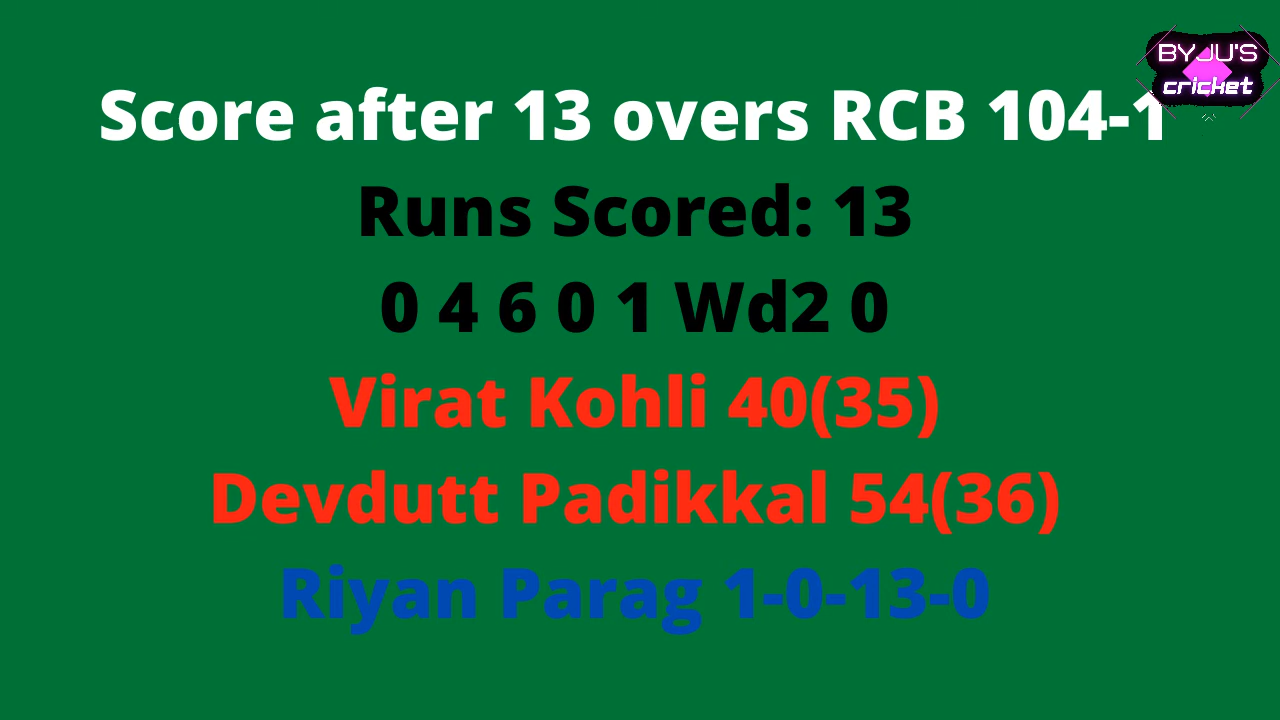 BYJU'S
cricket
Score after 13 overs RCB 104-1
Runs Scored: 13
0 4 6 0 1 Wd2 0
Virat Kohli 40(35)
Devdutt Padikkal 54(36)
Riyan Parag 1-0-13-0